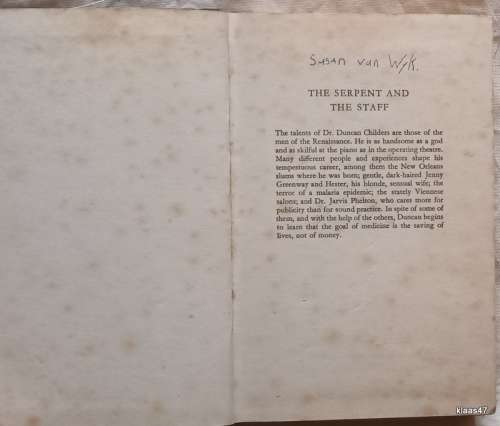 Susan van Wyk.
THE SERPENT AND
THE STAFF
The talents of Dr. Duncan Childers are those of the
men of the Renaissance. He is as handsome as a god
and as skilful at the piano as in the operating theatre.
Many different people and experiences shape his
tempestuous career, among them the New Orleans
slums where he was born; gentle, dark-haired Jenny
Greenway and Hester, his blonde, sensual wife; the
terror of a malaria epidemic; the stately Viennese
salons; and Dr. Jarvis Phelton, who cares more for
publicity than for sound practice. In spite of some of
them, and with the help of the others, Duncan begins
to learn that the goal of medicine is the saving of
lives, not of money.
klaas47